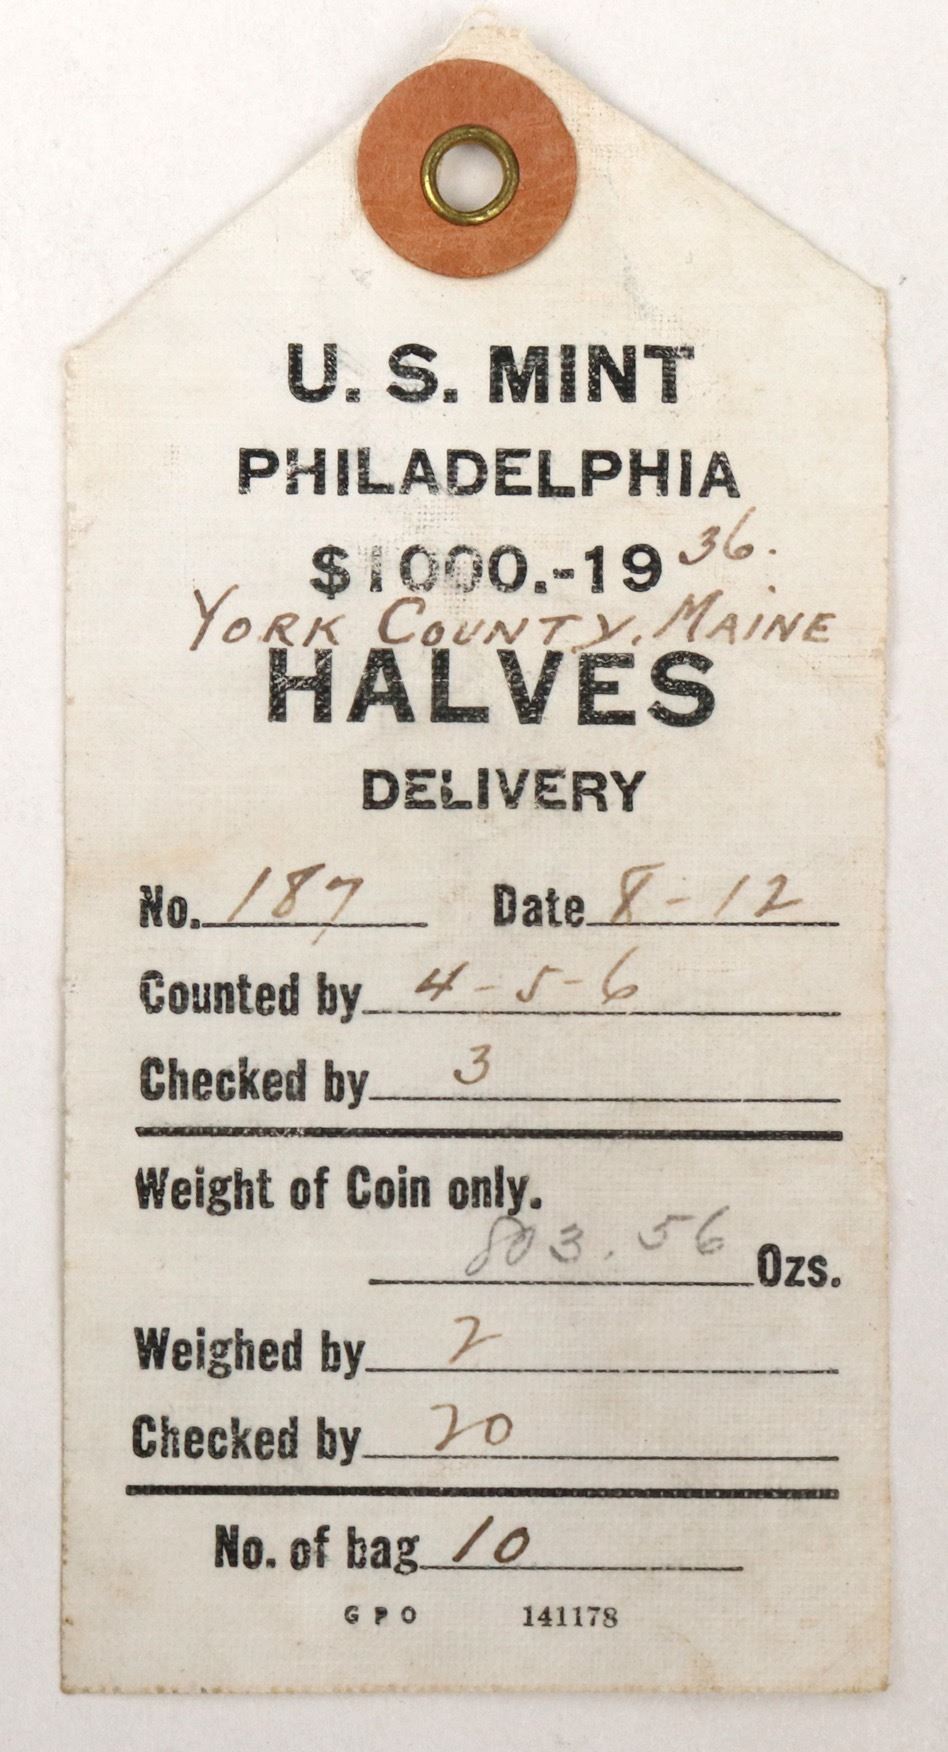 U. S. MINT
PHILADELPHIA
$1000.-19 36.
YORK COUNTY, MAINE
HALVES
DELIVERY
No. 187 Date 8-12
Counted by 4-5-6
Checked by 3
Weight of Coin only.
803.56 Ozs.
Weighed by 2
Checked by 20
No. of bag 10
GPO 141178